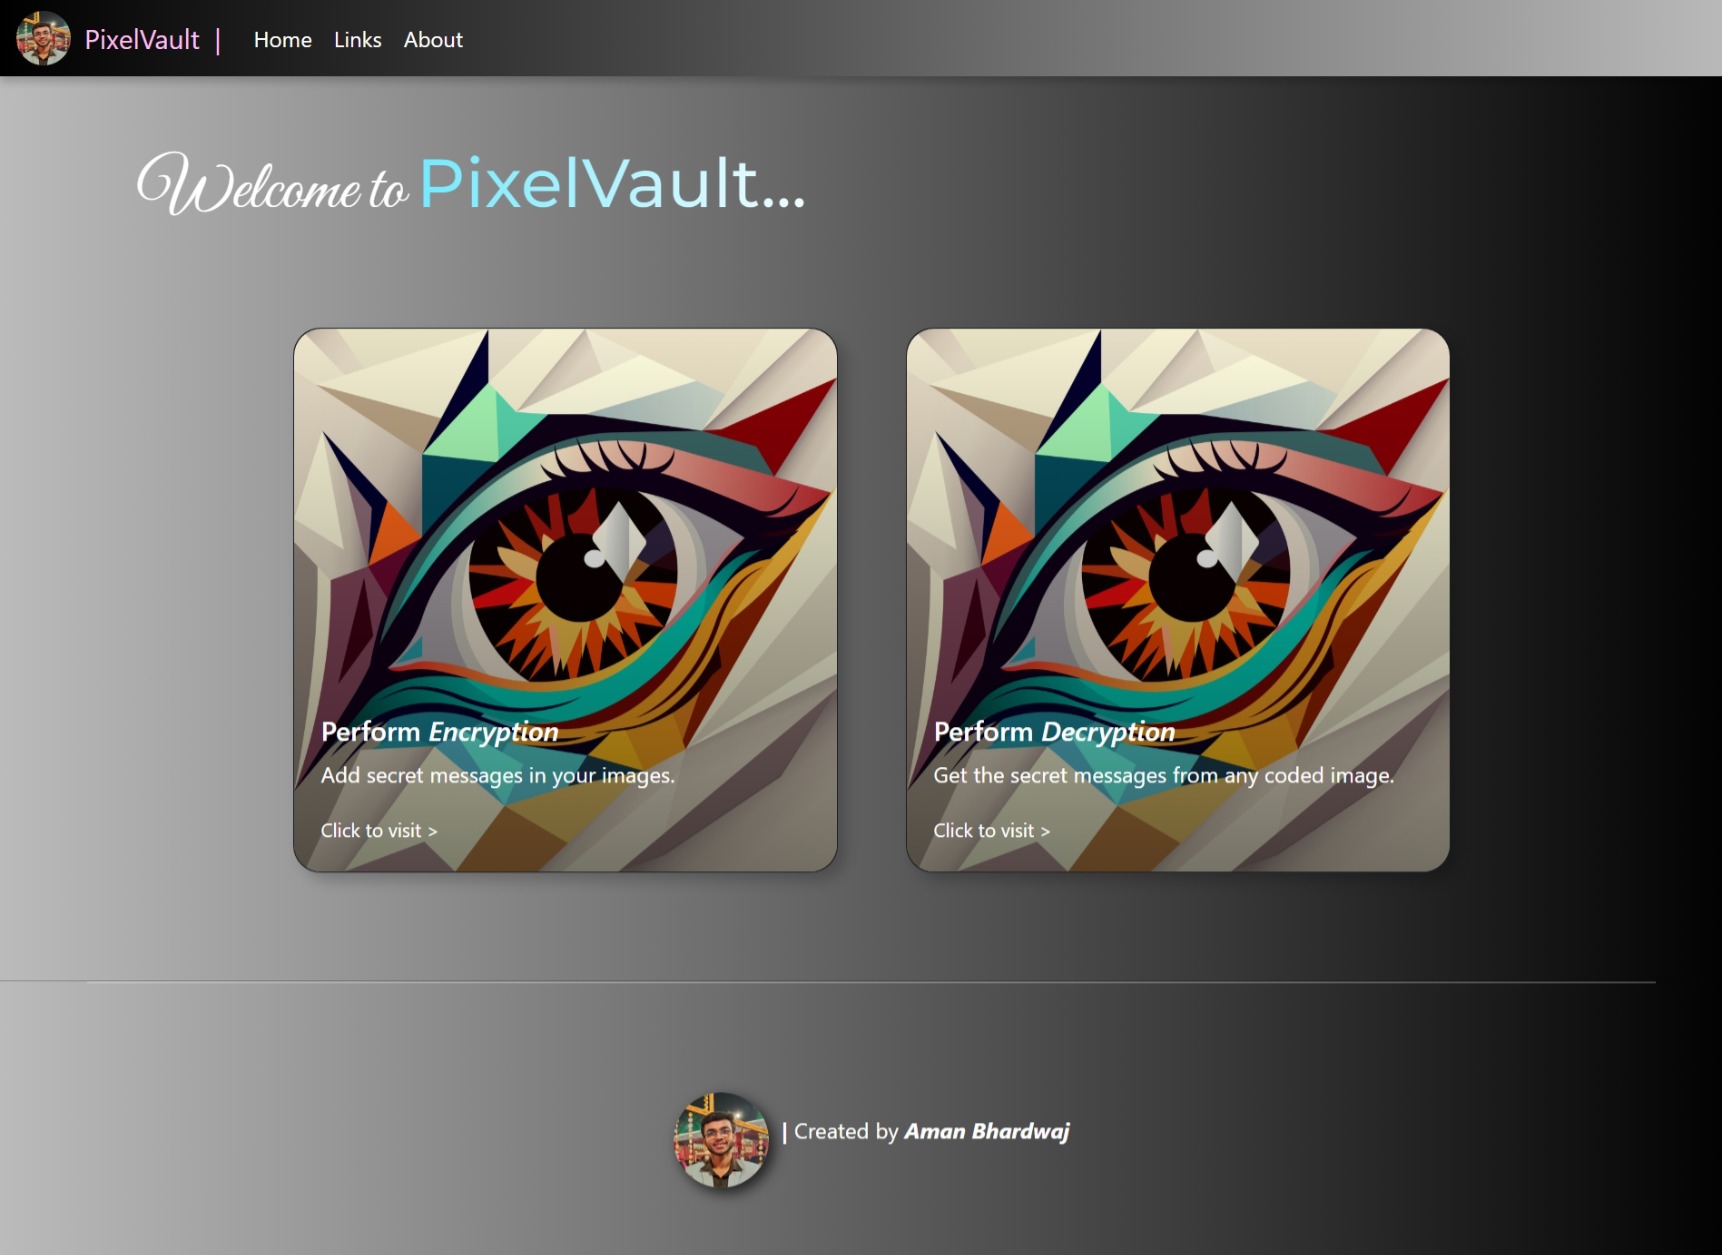 PixelVault | Home Links About
Welcome to PixelVault...
Perform Encryption
Add secret messages in your images.
Click to visit >
Perform Decryption
Get the secret messages from any coded image.
Click to visit >
| Created by Aman Bhardwaj